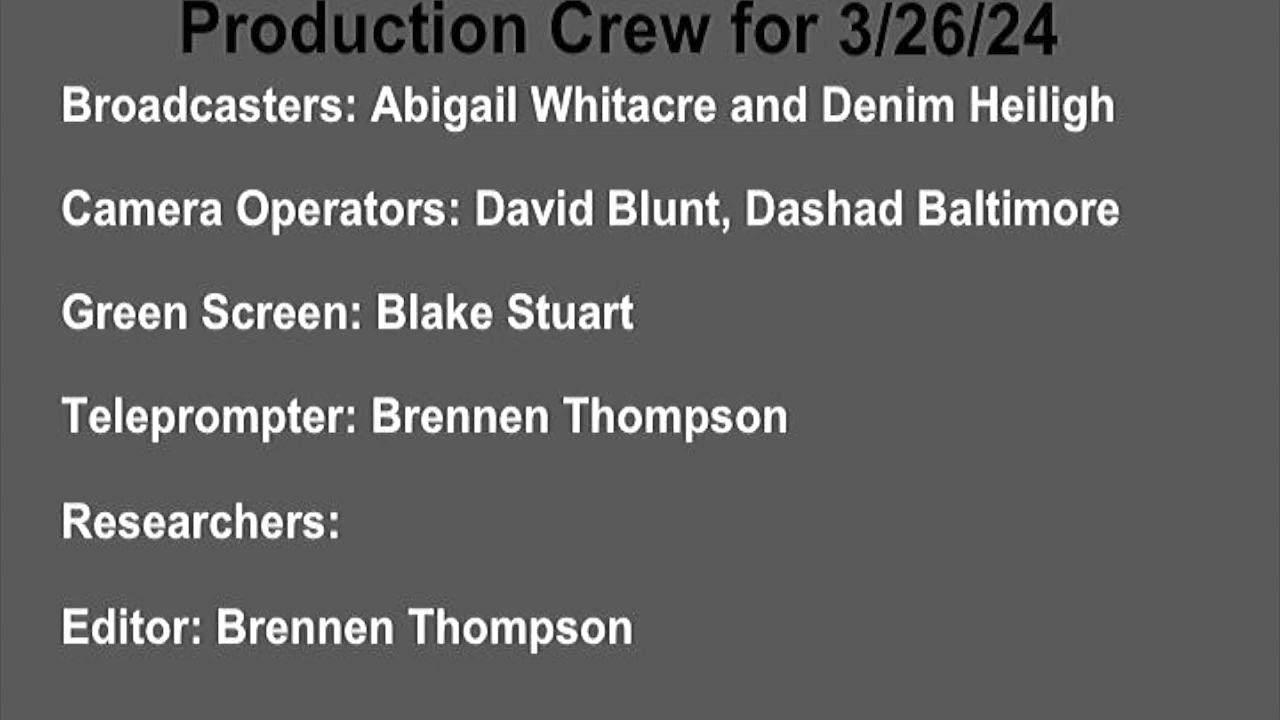 Production Crew for 3/26/24
Broadcasters: Abigail Whitacre and Denim Heiligh
Camera Operators: David Blunt, Dashad Baltimore
Green Screen: Blake Stuart
Teleprompter: Brennen Thompson
Researchers:
Editor: Brennen Thompson